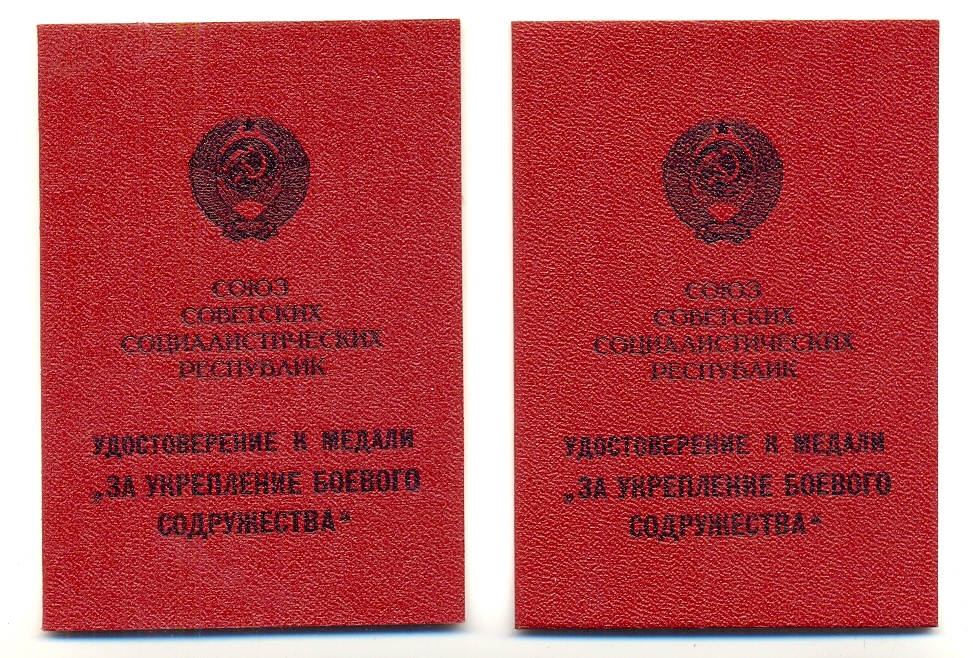 СОЮЗ
СОВЕТСКИХ
СОЦИАЛИСТИЧЕСКИХ
РЕСПУБЛИК
УДОСТОВЕРЕНИЕ К МЕДАЛИ
„ЗА УКРЕПЛЕНИЕ БОЕВОГО
СОДРУЖЕСТВА“
СОЮЗ
СОВЕТСКИХ
СОЦИАЛИСТИЧЕСКИХ
РЕСПУБЛИК
УДОСТОВЕРЕНИЕ К МЕДАЛИ
„ЗА УКРЕПЛЕНИЕ БОЕВОГО
СОДРУЖЕСТВА“